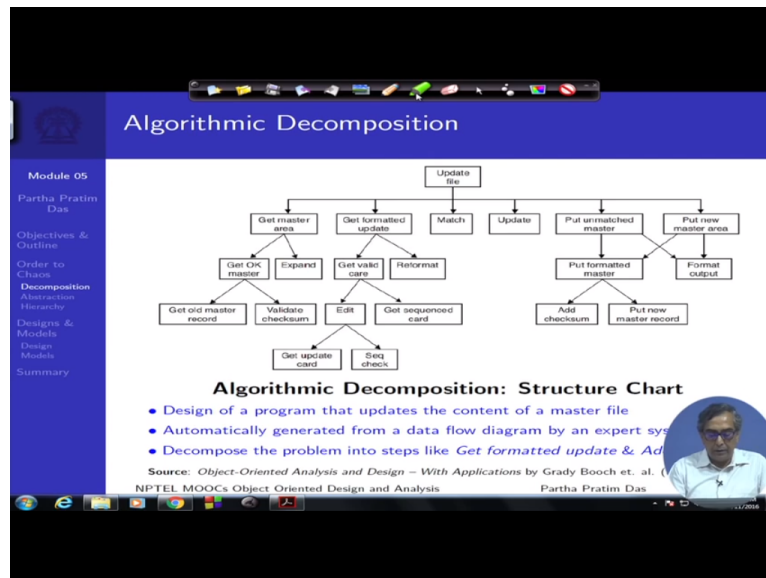 Algorithmic Decomposition
Module 05
Partha Pratim
Das
Objectives &
Outline
Order to
Chaos
Decomposition
Abstraction
Hierarchy
Designs &
Models
Design
Models
Summary
Update
file
Get master
area
Get formatted
update
Match
Update
Put unmatched
master
Put new
master area
Get OK
master
Expand
Get valid
care
Reformat
Put formatted
master
Format
output
Get old master
record
Validate
checksum
Edit
Get sequenced
card
Add
checksum
Put new
master record
Get update
card
Seq
check
Algorithmic Decomposition: Structure Chart
Design of a program that updates the content of a master file
Automatically generated from a data flow diagram by an expert sys
Decompose the problem into steps like Get formatted update & Ad
Source: Object-Oriented Analysis and Design – With Applications by Grady Booch et. al. (
NPTEL MOOCs Object Oriented Design and Analysis
Partha Pratim Das